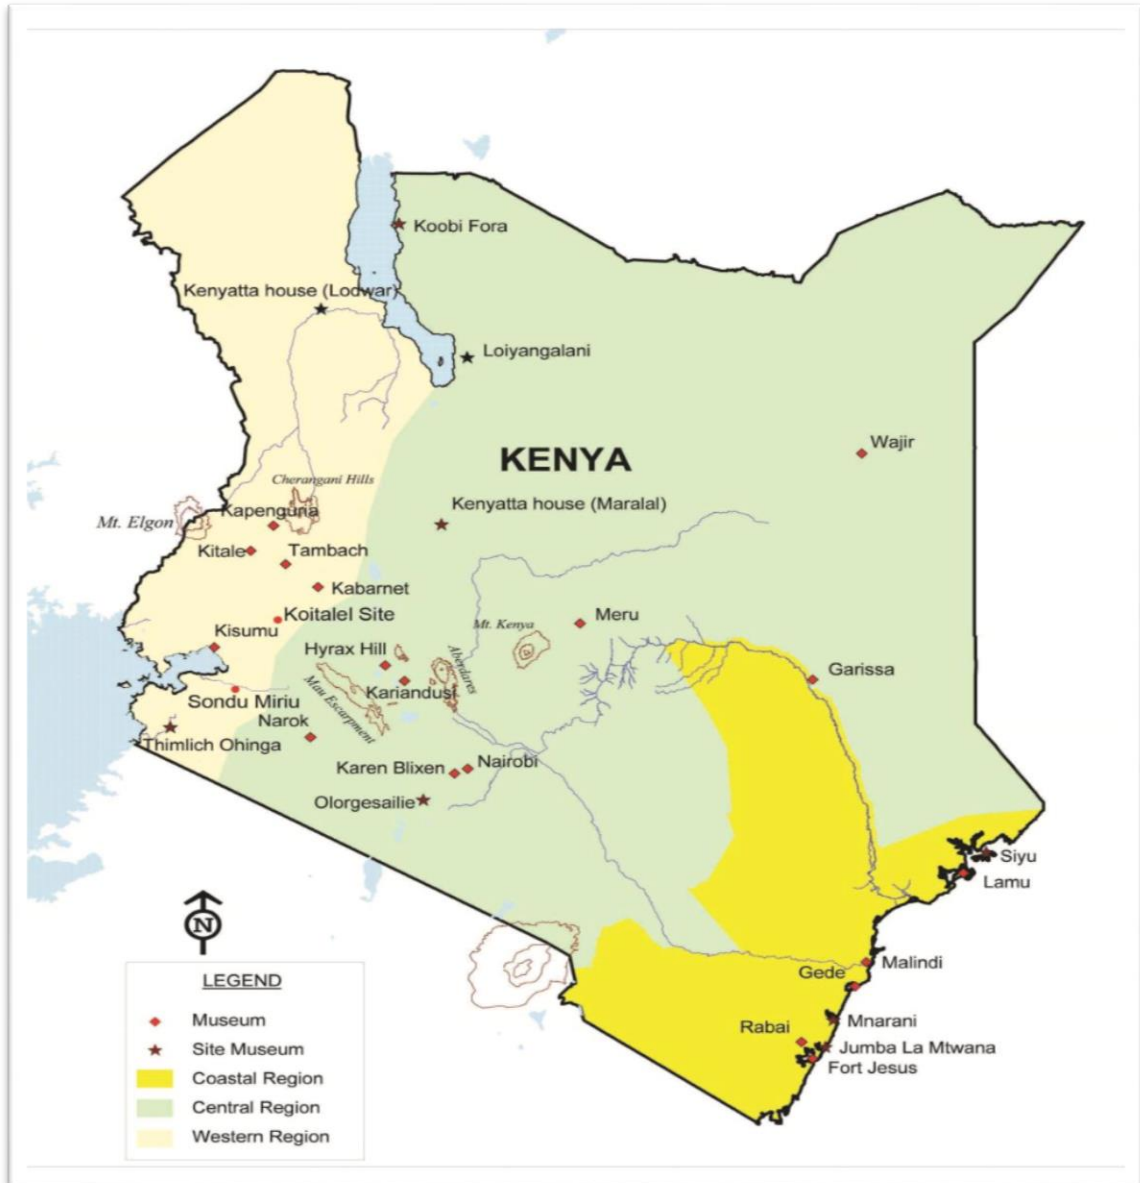 Koobi Fora
Kenyatta house (Lodwar)
Loiyangalani
Wajir
KENYA
Cherangani Hills
Kenyatta house (Maralal)
Kapenguria
Mt. Elgon
Kitale
Tambach
Kabarnet
Koitalel Site
Meru
Kisumu
Mt. Kenya
Hyrax Hill
Aberdares
Garissa
Kariandusi
Mau Escarpment
Sondu Miriu
Narok
Thimlich Ohinga
Nairobi
Karen Blixen
Olorgesailie
Siyu
Lamu
N
Malindi
Gede
LEGEND
Museum
Mnarani
Rabai
Site Museum
Jumba La Mtwana
Fort Jesus
Coastal Region
Central Region
Western Region